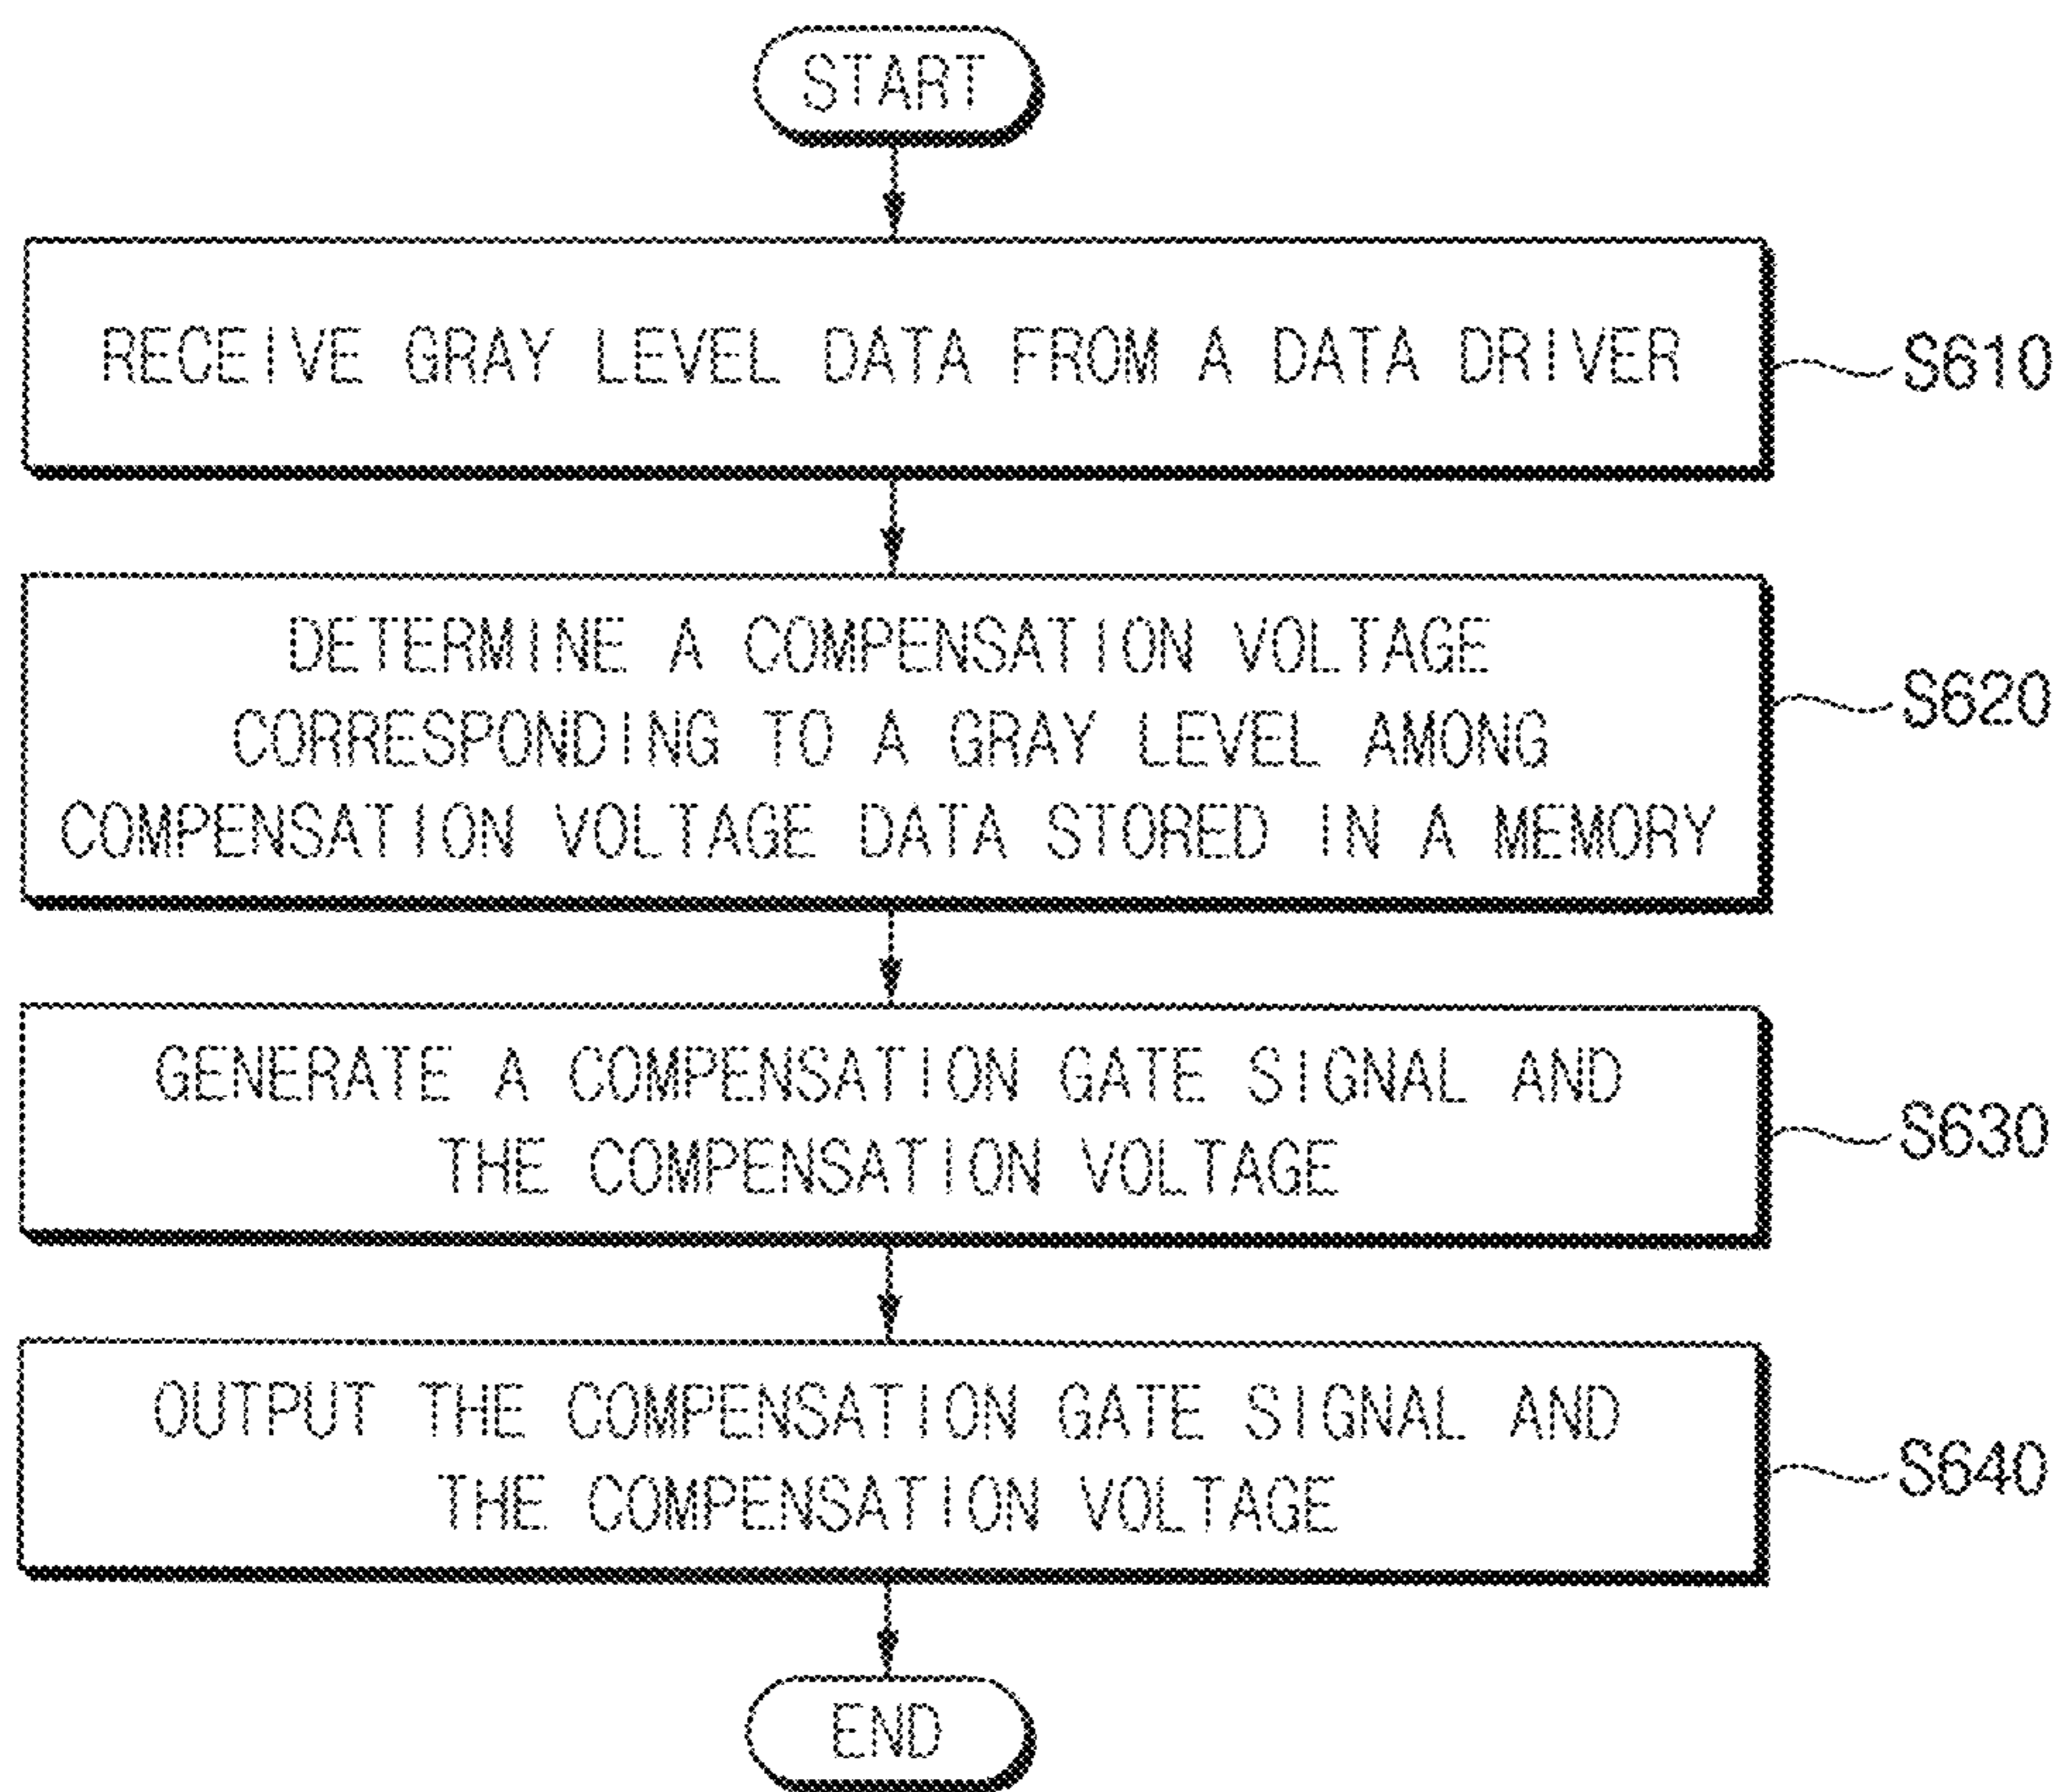 START
RECEIVE GRAY LEVEL DATA FROM A DATA DRIVER
S610
DETERMINE A COMPENSATION VOLTAGE
CORRESPONDING TO A GRAY LEVEL AMONG
COMPENSATION VOLTAGE DATA STORED IN A MEMORY
S620
GENERATE A COMPENSATION GATE SIGNAL AND
THE COMPENSATION VOLTAGE
S630
OUTPUT THE COMPENSATION GATE SIGNAL AND
THE COMPENSATION VOLTAGE
S640
END